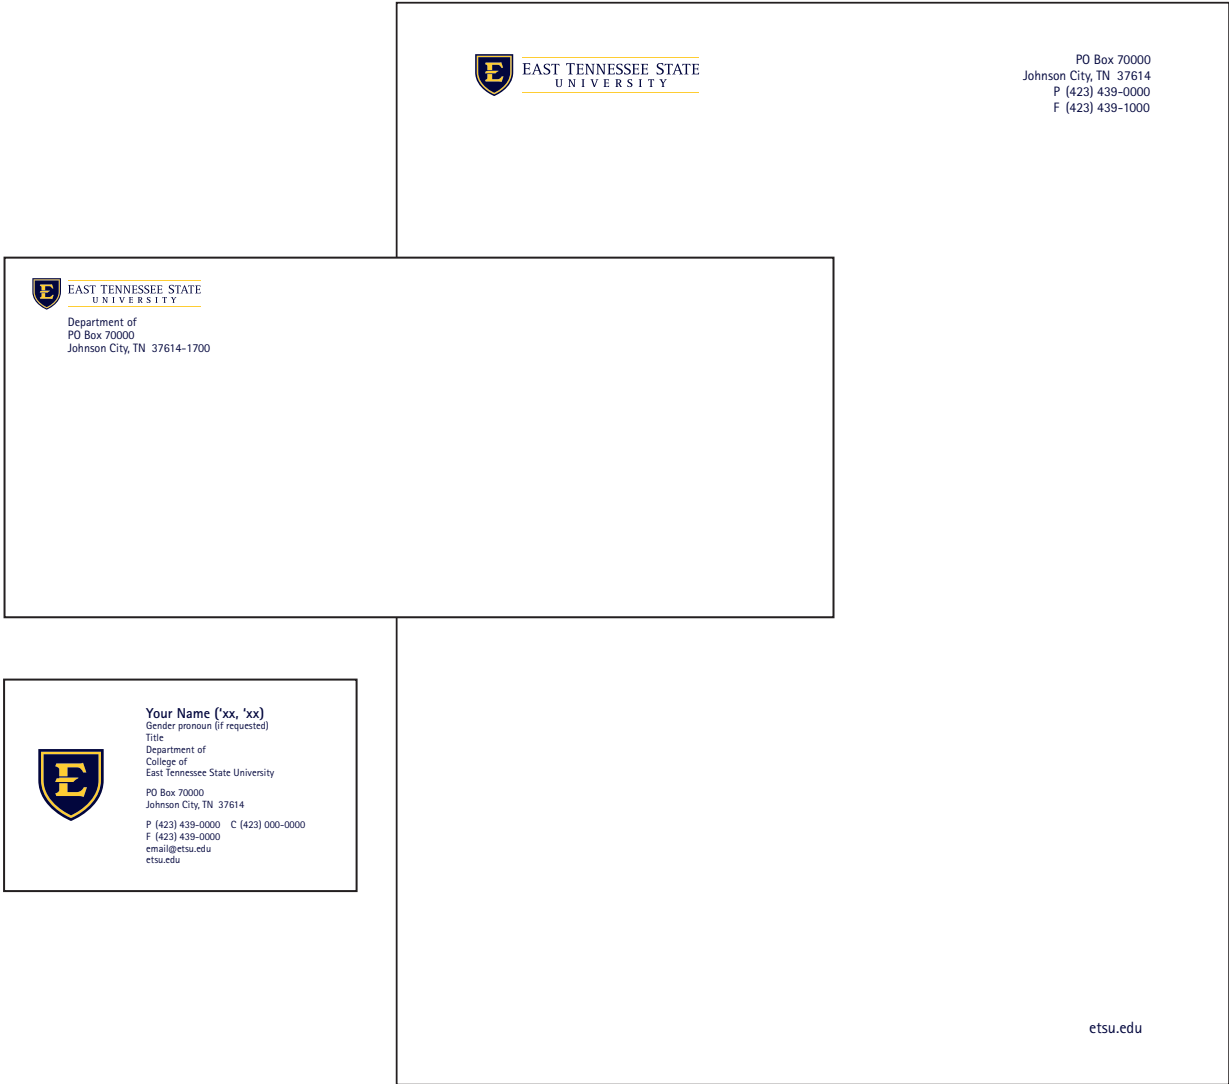 E EAST TENNESSEE STATE
UNIVERSITY
PO Box 70000
Johnson City, TN 37614
P (423) 439-0000
F (423) 439-1000
E EAST TENNESSEE STATE
UNIVERSITY
Department of
PO Box 70000
Johnson City, TN 37614-1700
E
Your Name (‘xx, ‘xx)
Gender pronoun (if requested)
Title
Department of
College of
East Tennessee State University
PO Box 70000
Johnson City, TN 37614
P (423) 439-0000 C (423) 000-0000
F (423) 439-0000
email@etsu.edu
etsu.edu
etsu.edu